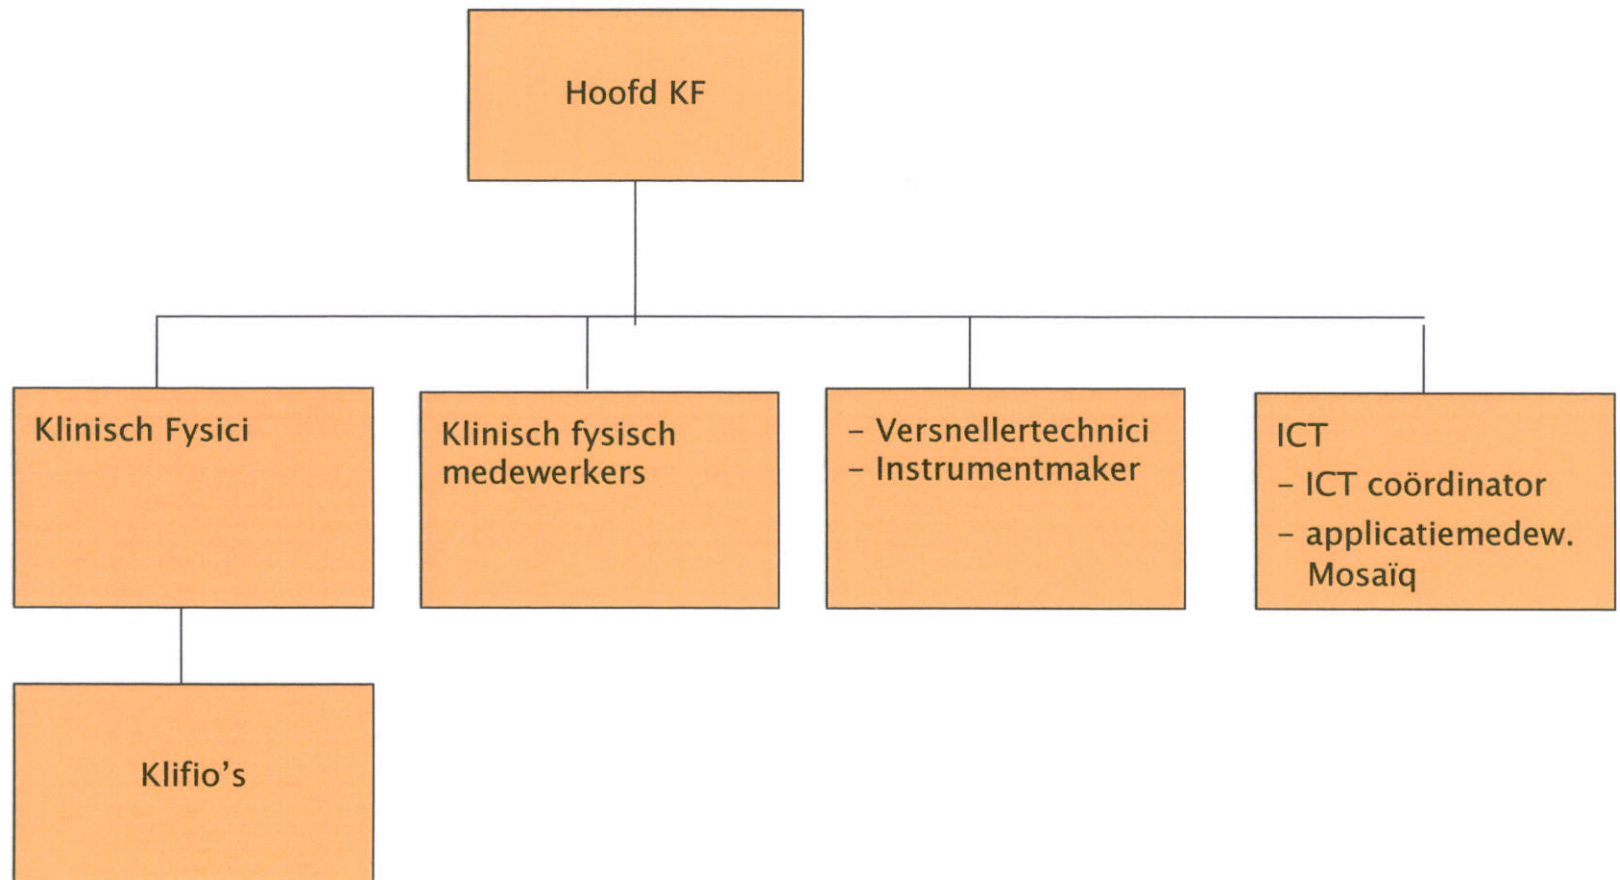 Hoofd KF
Klinisch Fysici
Klinisch fysisch
medewerkers
– Versnellertechnici
– Instrumentmaker
ICT
– ICT coördinator
– applicatiemedew.
Mosaïq
Klifio's